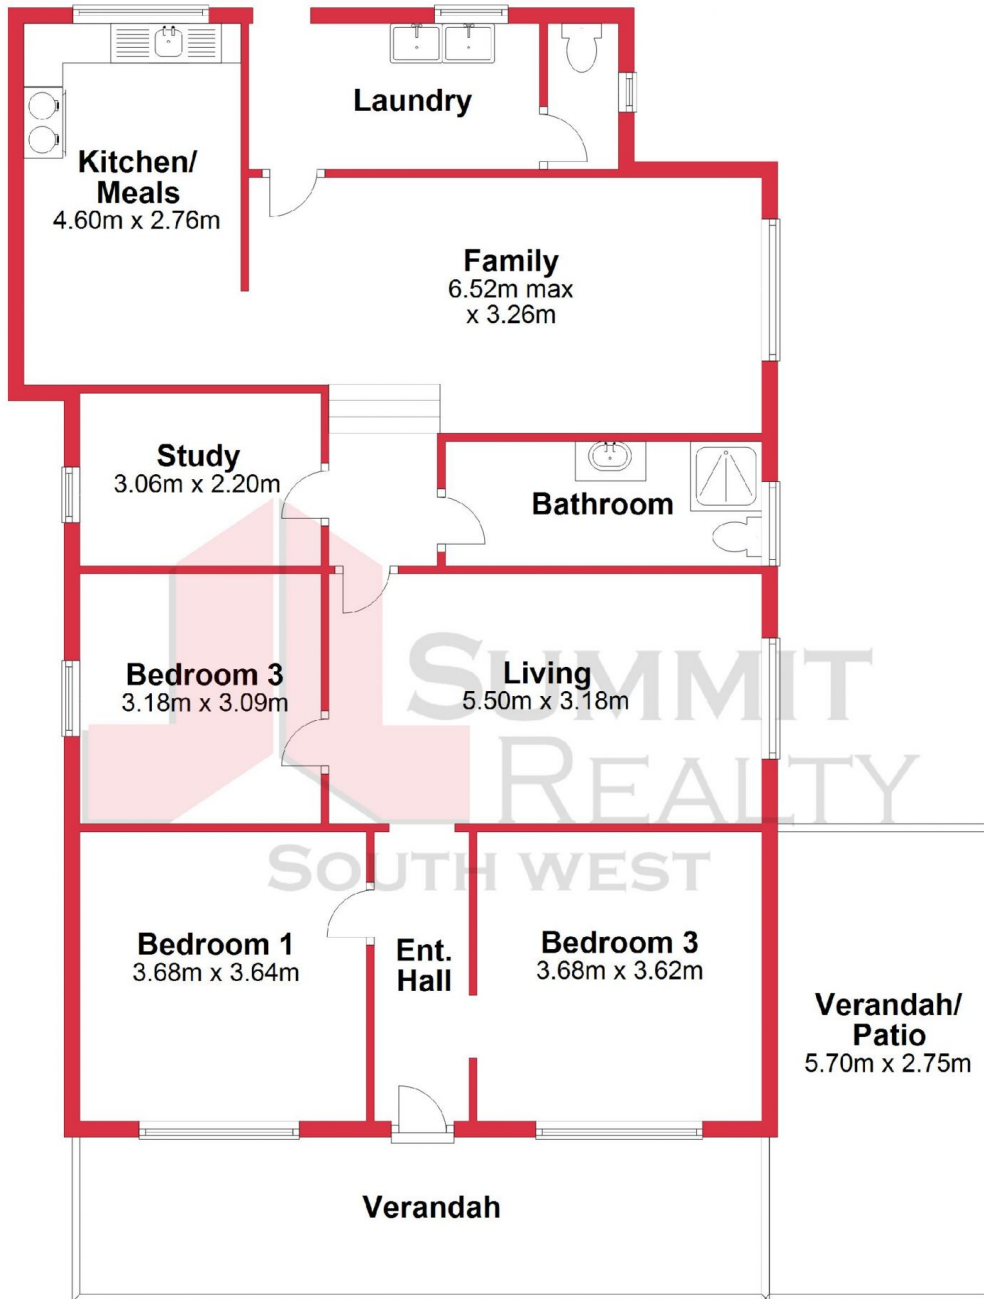 Laundry
Kitchen/
Meals
4.60m x 2.76m
Family
6.52m max
x 3.26m
Study
3.06m x 2.20m
Bathroom
Bedroom 3
3.18m x 3.09m
Living
5.50m x 3.18m
SUMMIT
REALTY
SOUTH WEST
Bedroom 1
3.68m x 3.64m
Ent.
Hall
Bedroom 3
3.68m x 3.62m
Verandah/
Patio
5.70m x 2.75m
Verandah